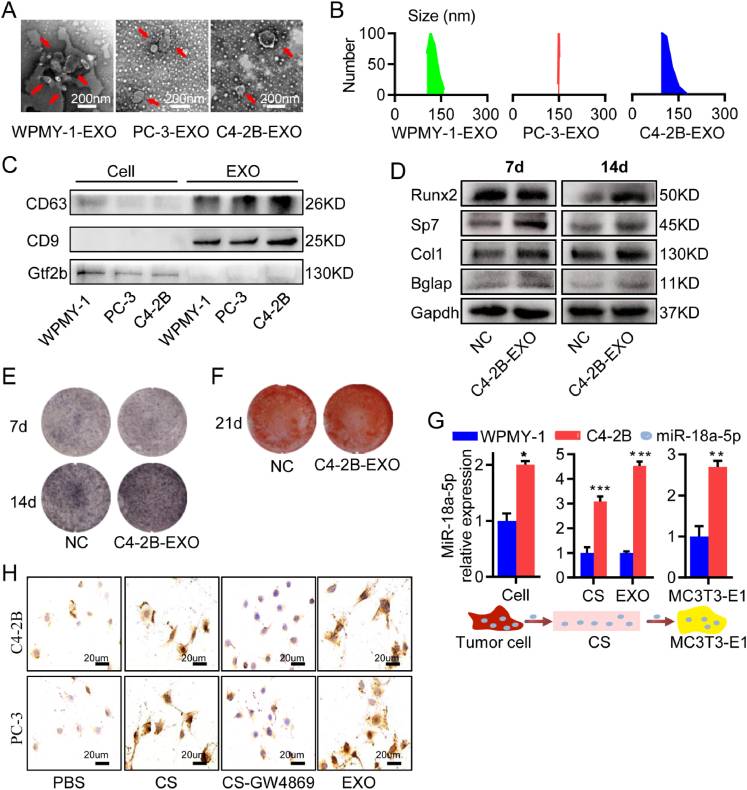 A
200nm
200nm
200nm
WPMY-1-EXO
PC-3-EXO
C4-2B-EXO
B
Size (nm)
Number
100
50
0
0
150
300
0
150
300
0
150
300
WPMY-1-EXO
PC-3-EXO
C4-2B-EXO
C
Cell
EXO
CD63
26KD
CD9
25KD
Gtf2b
130KD
WPMY-1
PC-3
C4-2B
WPMY-1
PC-3
C4-2B
D
7d
14d
Runx2
50KD
Sp7
45KD
Col1
130KD
Bglap
11KD
Gapdh
37KD
NC
C4-2B-EXO
NC
C4-2B-EXO
E
7d
14d
NC
C4-2B-EXO
F
21d
NC
C4-2B-EXO
G
WPMY-1
C4-2B
miR-18a-5p
MiR-18a-5p
relative expression
2
1
0
*
Cell
5
4
3
2
1
0
***
***
CS
EXO
3
2
1
0
**
MC3T3-E1
Tumor cell
CS
MC3T3-E1
H
C4-2B
20um
20um
20um
20um
PC-3
20um
20um
20um
20um
PBS
CS
CS-GW4869
EXO